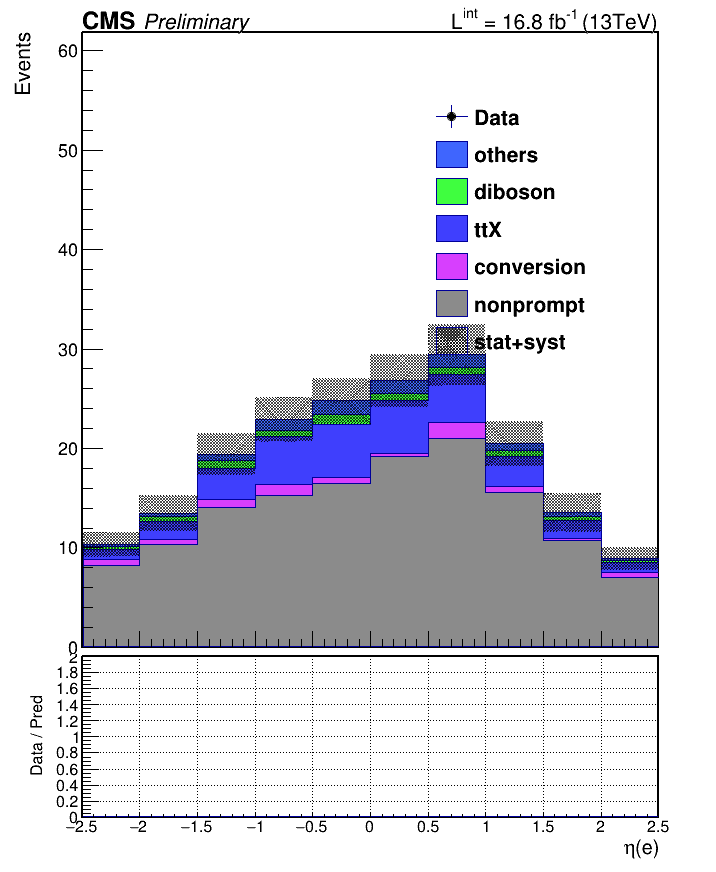 CMS Preliminary
L^int = 16.8 fb^-1 (13TeV)
Events
60
50
40
30
20
10
0
Data
others
diboson
ttX
conversion
nonprompt
stat+syst
Data / Pred
2
1.8
1.6
1.4
1.2
1
0.8
0.6
0.4
0.2
0
−2.5 −2 −1.5 −1 −0.5 0 0.5 1 1.5 2 2.5
η(e)